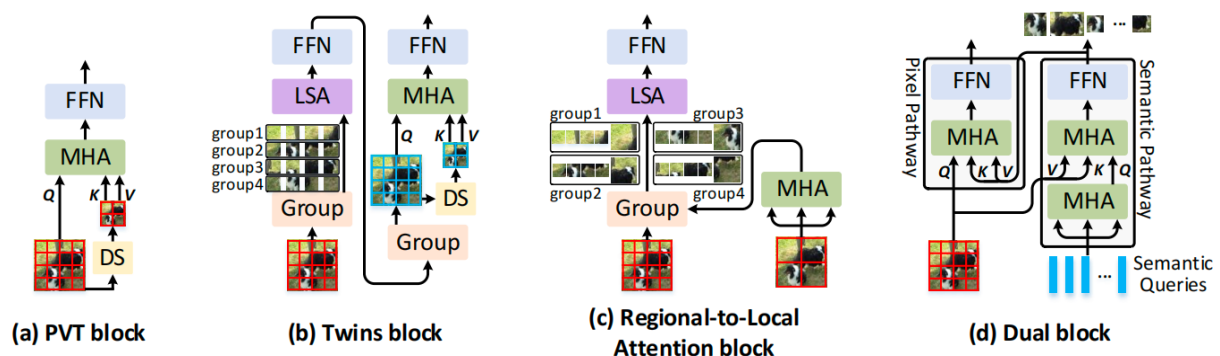 FFN
MHA
Q
K
V
DS
(a) PVT block
FFN
LSA
group1
group2
group3
group4
Group
FFN
MHA
Q
K
V
DS
Group
(b) Twins block
FFN
LSA
group1
group3
group2
group4
Group
MHA
(c) Regional-to-Local
Attention block
Pixel Pathway
FFN
MHA
Q
K
V
...
FFN
MHA
V
K
Q
MHA
Semantic Pathway
...
Semantic
Queries
(d) Dual block